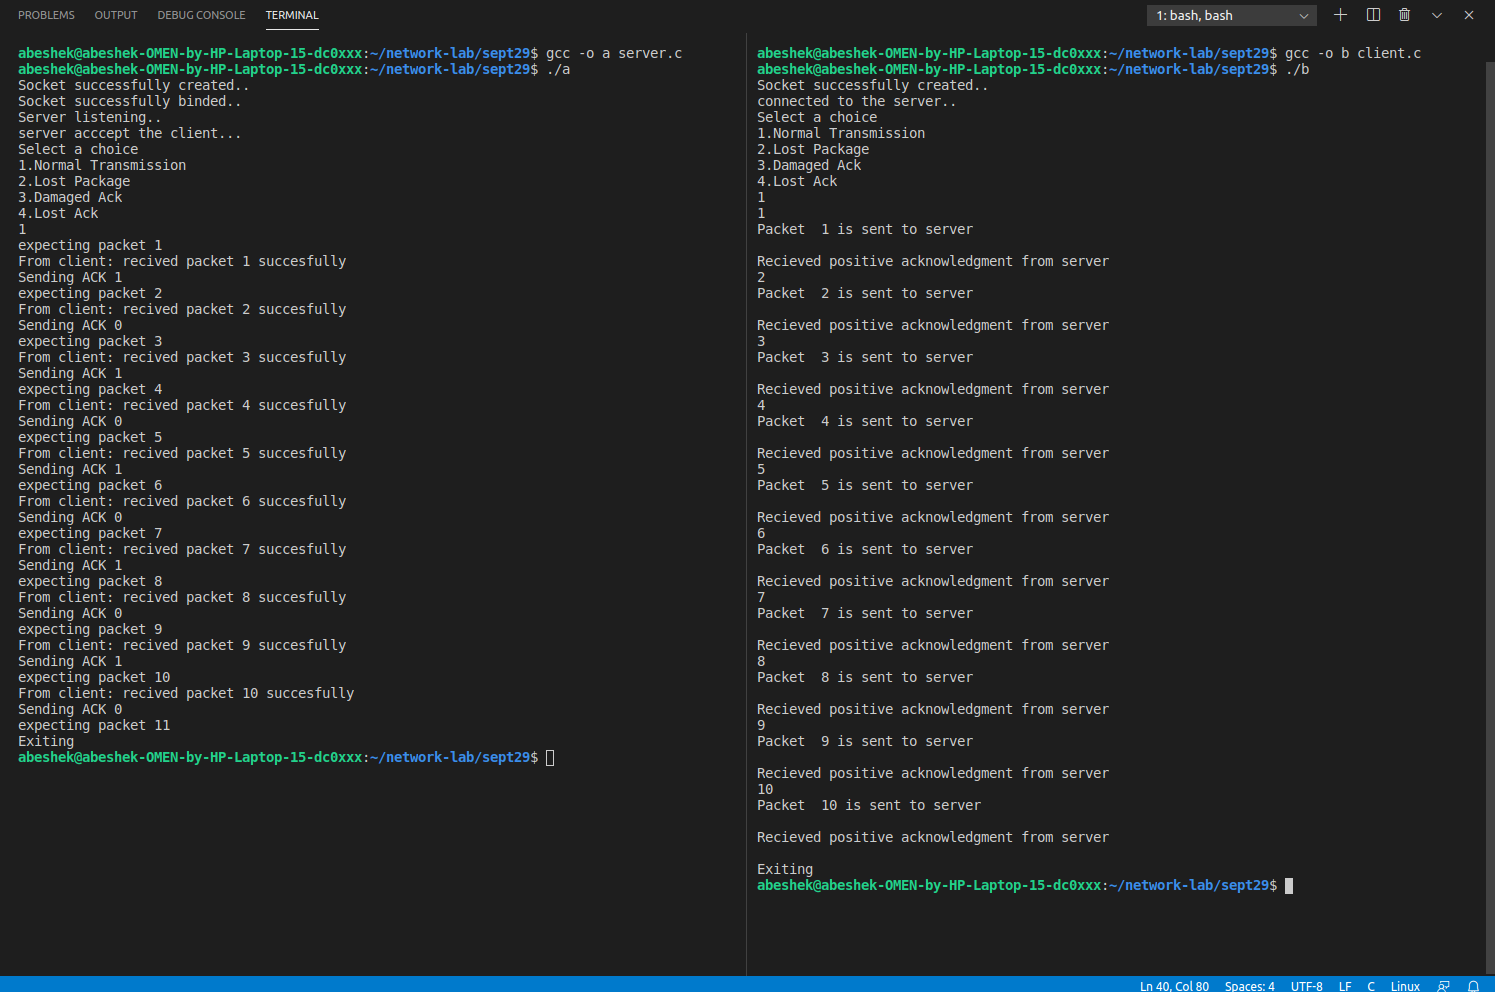 PROBLEMS OUTPUT DEBUG CONSOLE TERMINAL 1: bash, bash
abeshek@abeshek-OMEN-by-HP-Laptop-15-dc0xxx:~/network-lab/sept29$ gcc -o a server.c
abeshek@abeshek-OMEN-by-HP-Laptop-15-dc0xxx:~/network-lab/sept29$ ./a
Socket successfully created..
Socket successfully binded..
Server listening..
server acccept the client...
Select a choice
1.Normal Transmission
2.Lost Package
3.Damaged Ack
4.Lost Ack
1
expecting packet 1
From client: recived packet 1 succesfully
Sending ACK 1
expecting packet 2
From client: recived packet 2 succesfully
Sending ACK 0
expecting packet 3
From client: recived packet 3 succesfully
Sending ACK 1
expecting packet 4
From client: recived packet 4 succesfully
Sending ACK 0
expecting packet 5
From client: recived packet 5 succesfully
Sending ACK 1
expecting packet 6
From client: recived packet 6 succesfully
Sending ACK 0
expecting packet 7
From client: recived packet 7 succesfully
Sending ACK 1
expecting packet 8
From client: recived packet 8 succesfully
Sending ACK 0
expecting packet 9
From client: recived packet 9 succesfully
Sending ACK 1
expecting packet 10
From client: recived packet 10 succesfully
Sending ACK 0
expecting packet 11
Exiting
abeshek@abeshek-OMEN-by-HP-Laptop-15-dc0xxx:~/network-lab/sept29$
abeshek@abeshek-OMEN-by-HP-Laptop-15-dc0xxx:~/network-lab/sept29$ gcc -o b client.c
abeshek@abeshek-OMEN-by-HP-Laptop-15-dc0xxx:~/network-lab/sept29$ ./b
Socket successfully created..
connected to the server..
Select a choice
1.Normal Transmission
2.Lost Package
3.Damaged Ack
4.Lost Ack
1
1
Packet  1 is sent to server
Recieved positive acknowledgment from server
2
Packet  2 is sent to server
Recieved positive acknowledgment from server
3
Packet  3 is sent to server
Recieved positive acknowledgment from server
4
Packet  4 is sent to server
Recieved positive acknowledgment from server
5
Packet  5 is sent to server
Recieved positive acknowledgment from server
6
Packet  6 is sent to server
Recieved positive acknowledgment from server
7
Packet  7 is sent to server
Recieved positive acknowledgment from server
8
Packet  8 is sent to server
Recieved positive acknowledgment from server
9
Packet  9 is sent to server
Recieved positive acknowledgment from server
10
Packet  10 is sent to server
Recieved positive acknowledgment from server
Exiting
abeshek@abeshek-OMEN-by-HP-Laptop-15-dc0xxx:~/network-lab/sept29$
Ln 40, Col 80 Spaces: 4 UTF-8 LF C Linux